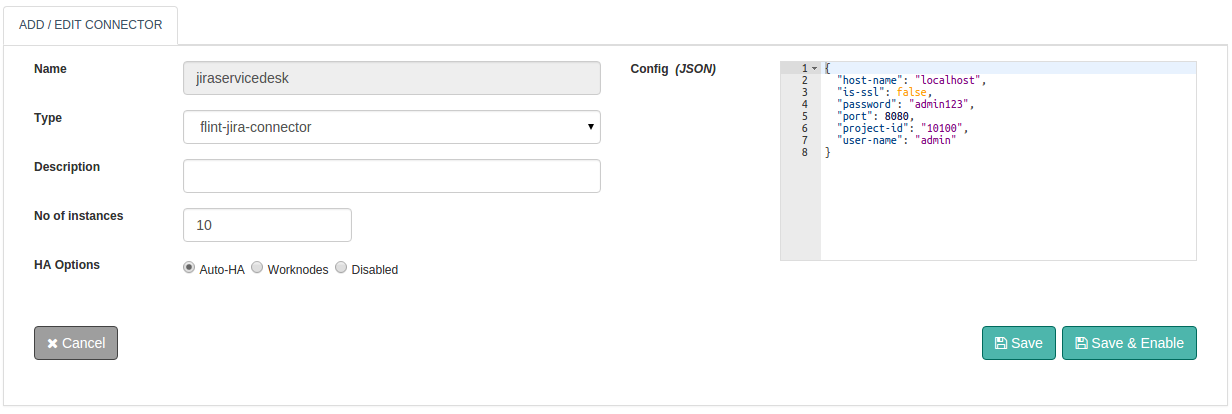 ADD / EDIT CONNECTOR
Name
jiraservicedesk
Type
flint-jira-connector
Description
No of instances
10
HA Options
Auto-HA Worknodes Disabled
Config (JSON)
1 {
2 "host-name": "localhost",
3 "is-ssl": false,
4 "password": "admin123",
5 "port": 8080,
6 "project-id": "10100",
7 "user-name": "admin"
8 }
Cancel
Save
Save & Enable